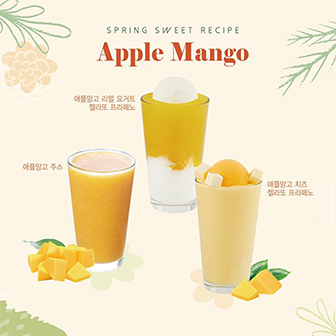 SPRING SWEET RECIPE
Apple Mango
애플망고 리얼 요거트
젤라또 프라페노
애플망고 주스
애플망고 치즈
젤라또 프라페노